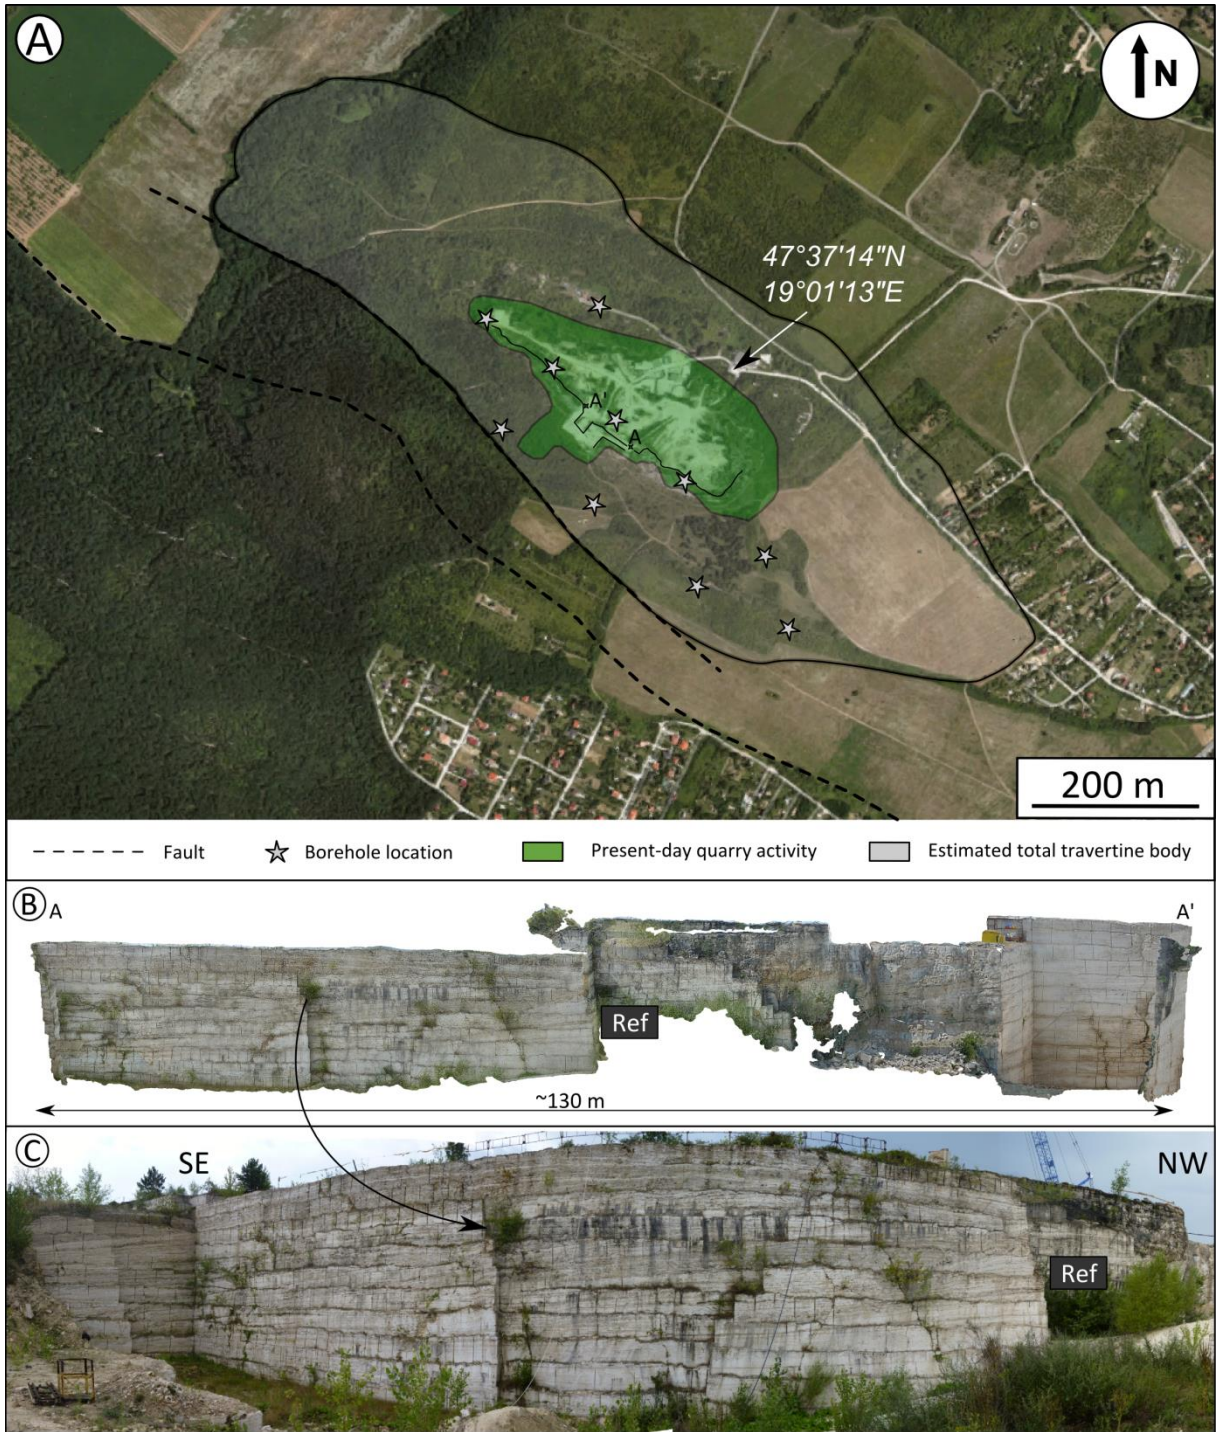 A
N
47°37'14"N
19°01'13"E
A'
A
200 m
Fault
Borehole location
Present-day quarry activity
Estimated total travertine body
B
A
A'
Ref
~130 m
C
SE
NW
Ref